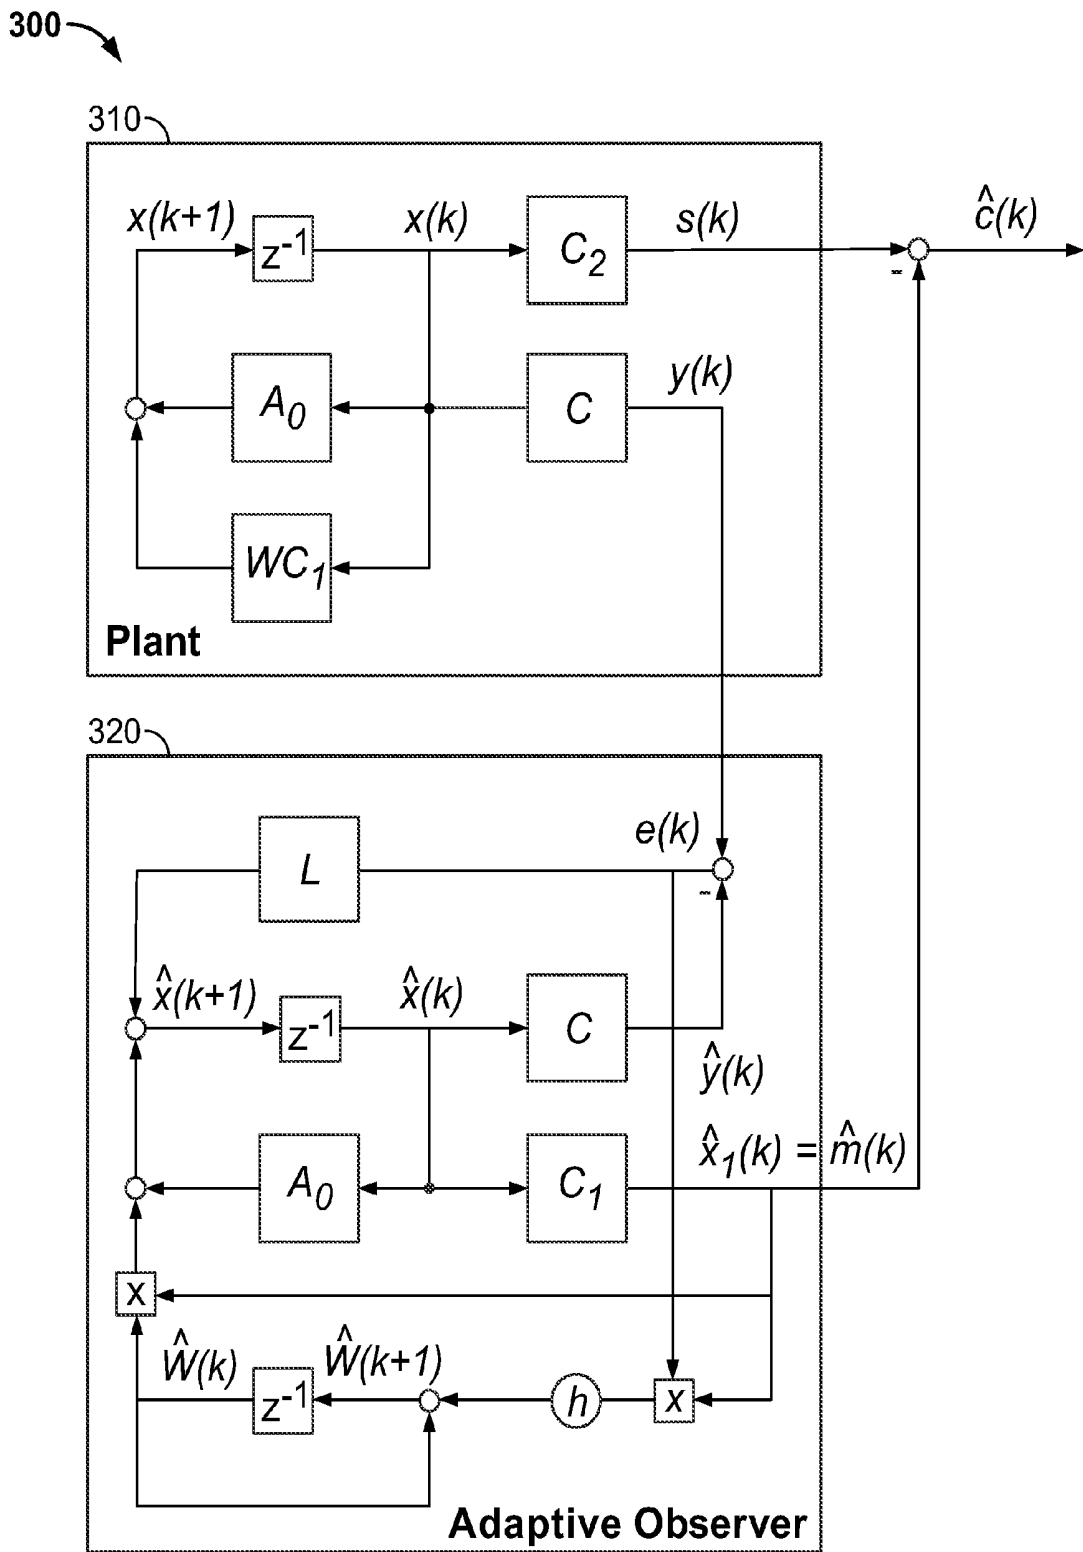 300
310
x(k+1) z⁻¹ x(k) C₂ s(k) - ĉ(k)
A₀ C y(k)
WC₁
Plant
320
L e(k) -
x̂(k+1) z⁻¹ x̂(k) C ŷ(k)
A₀ C₁ x̂₁(k) = m̂(k)
x
Ŵ(k) z⁻¹ Ŵ(k+1) h x
Adaptive Observer